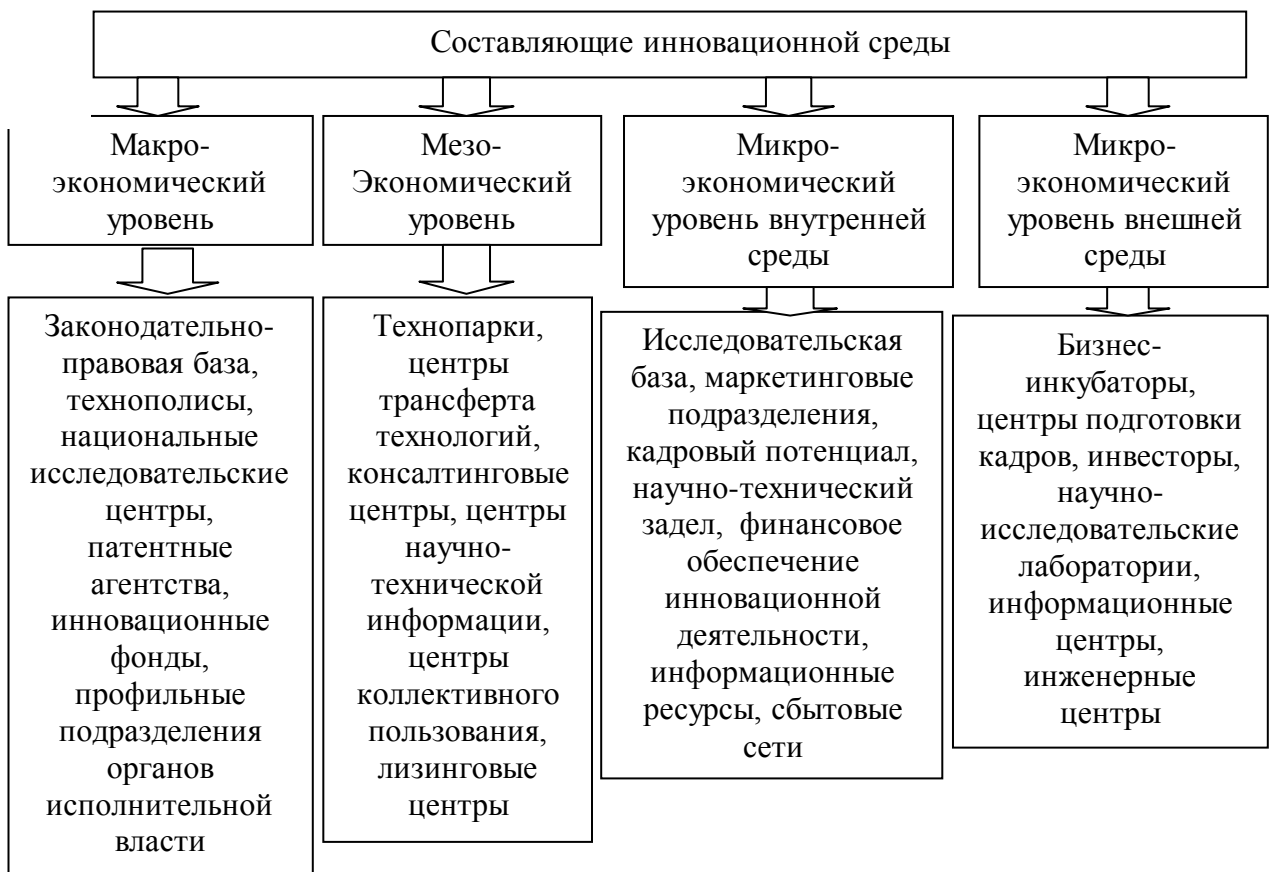 Составляющие инновационной среды
Макро-
экономический
уровень
Мезо-
Экономический
уровень
Микро-
экономический
уровень внутренней
среды
Микро-
экономический
уровень внешней
среды
Законодательно-
правовая база,
технополисы,
национальные
исследовательские
центры,
патентные
агентства,
инновационные
фонды,
профильные
подразделения
органов
исполнительной
власти
Технопарки,
центры
трансферта
технологий,
консалтинговые
центры, центры
научно-
технической
информации,
центры
коллективного
пользования,
лизинговые
центры
Исследовательская
база, маркетинговые
подразделения,
кадровый потенциал,
научно-технический
задел, финансовое
обеспечение
инновационной
деятельности,
информационные
ресурсы, сбытовые
сети
Бизнес-
инкубаторы,
центры подготовки
кадров, инвесторы,
научно-
исследовательские
лаборатории,
информационные
центры,
инженерные
центры